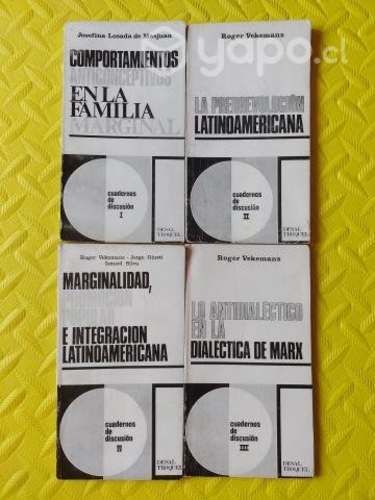 yapo.cl
Josefina Losada de Masjuan
COMPORTAMIENTOS
ANTICONCEPTIVOS
EN LA
FAMILIA
MARGINAL
cuadernos
de
discusión
I
DESAL
TROQUEL
Roger Vekemans
LA PREREVOLUCIÓN
LATINOAMERICANA
cuadernos
de
discusión
II
DESAL
TROQUEL
Roger Vekemans - Jorge Giusti
Ismael Silva
MARGINALIDAD,
PROMOCIÓN
POPULAR
E INTEGRACION
LATINOAMERICANA
cuadernos
de
discusión
DESAL
TROQUEL
Roger Vekemans
LO ANTIDIALECTICO
EN LA
DIALECTICA DE MARX
cuadernos
de
discusión
III
DESAL
TROQUEL